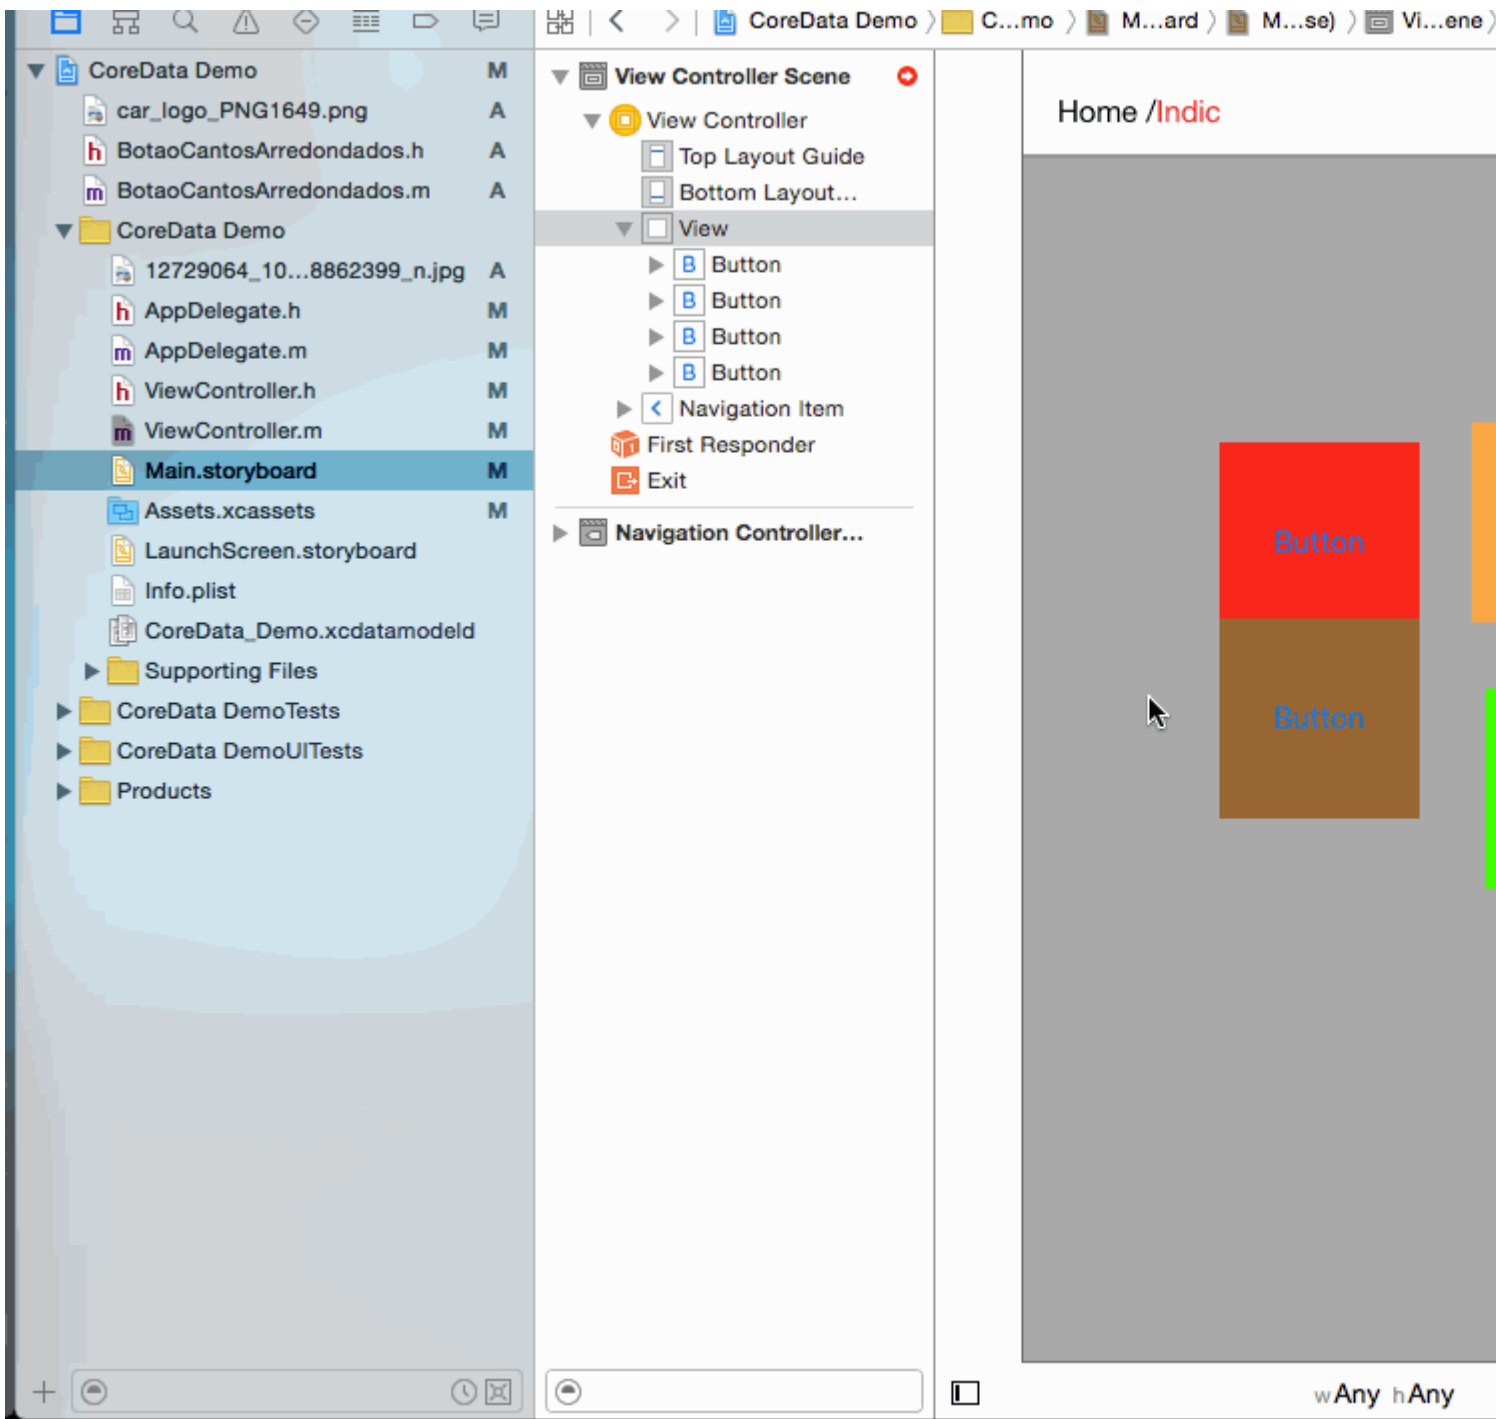 CoreData Demo 〉 C...mo 〉 M...ard 〉 M...se) 〉 Vi...ene 〉
CoreData Demo M
car_logo_PNG1649.png A
BotaoCantosArredondados.h A
BotaoCantosArredondados.m A
CoreData Demo
12729064_10...8862399_n.jpg A
AppDelegate.h M
AppDelegate.m M
ViewController.h M
ViewController.m M
Main.storyboard M
Assets.xcassets M
LaunchScreen.storyboard
Info.plist
CoreData_Demo.xcdatamodeld
Supporting Files
CoreData DemoTests
CoreData DemoUITests
Products
View Controller Scene
View Controller
Top Layout Guide
Bottom Layout...
View
B Button
B Button
B Button
B Button
Navigation Item
First Responder
Exit
Navigation Controller...
Home /Indic
Button
Button
wAny hAny